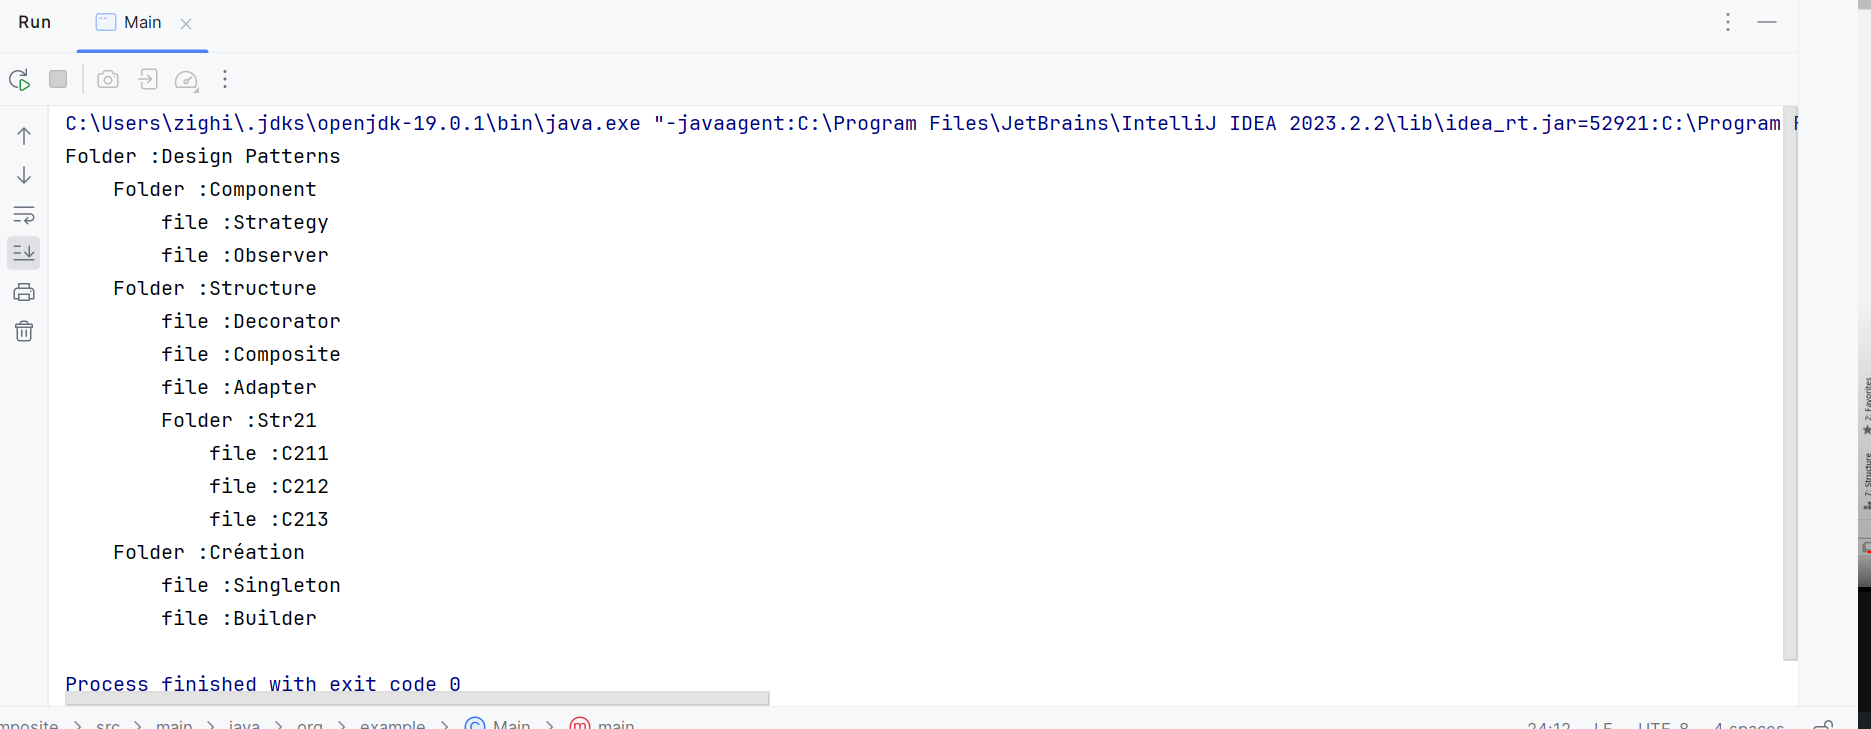 Run Main
C:\Users\zighi\.jdks\openjdk-19.0.1\bin\java.exe "-javaagent:C:\Program Files\JetBrains\IntelliJ IDEA 2023.2.2\lib\idea_rt.jar=52921:C:\Program
Folder :Design Patterns
    Folder :Component
        file :Strategy
        file :Observer
    Folder :Structure
        file :Decorator
        file :Composite
        file :Adapter
        Folder :Str21
            file :C211
            file :C212
            file :C213
    Folder :Création
        file :Singleton
        file :Builder
Process finished with exit code 0
mposite > src > main > java > org > example > Main > main
24:12 LF UTF-8 4 spaces
2: Favorites
7: Structure